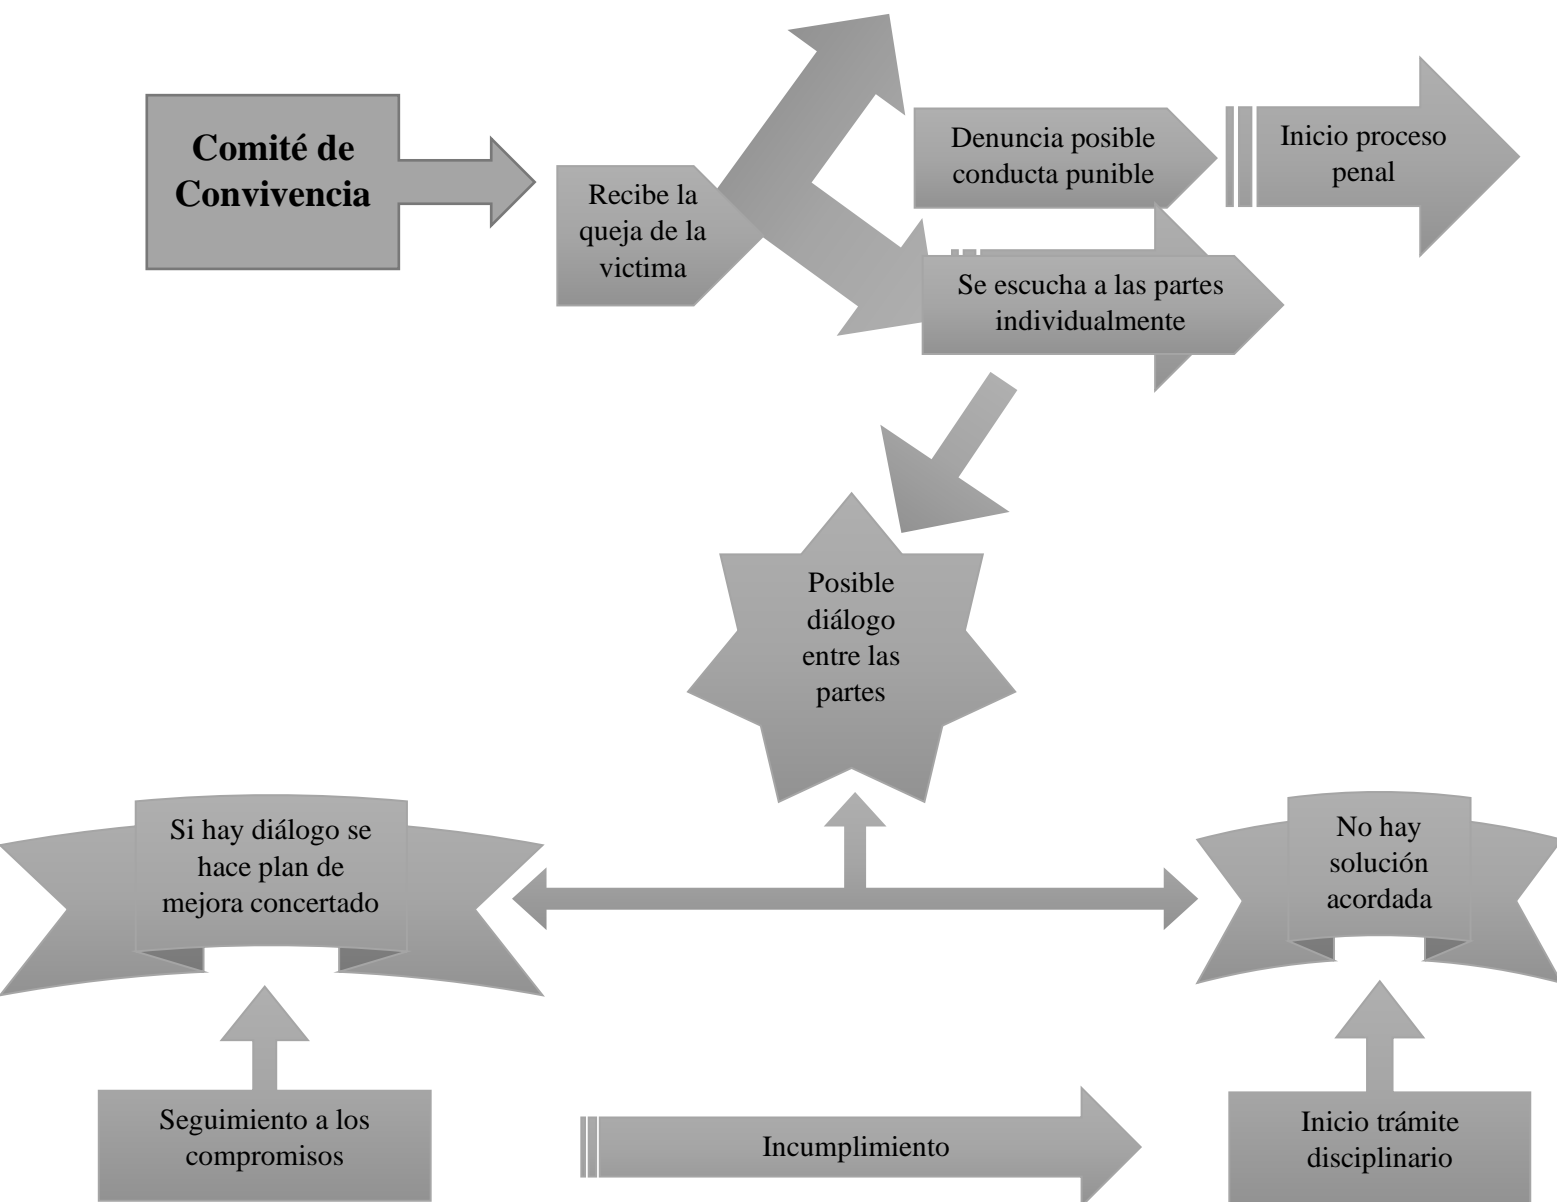 Comité de
Convivencia
Recibe la
queja de la
victima
Denuncia posible
conducta punible
Inicio proceso
penal
Se escucha a las partes
individualmente
Posible
diálogo
entre las
partes
Si hay diálogo se
hace plan de
mejora concertado
No hay
solución
acordada
Seguimiento a los
compromisos
Incumplimiento
Inicio trámite
disciplinario